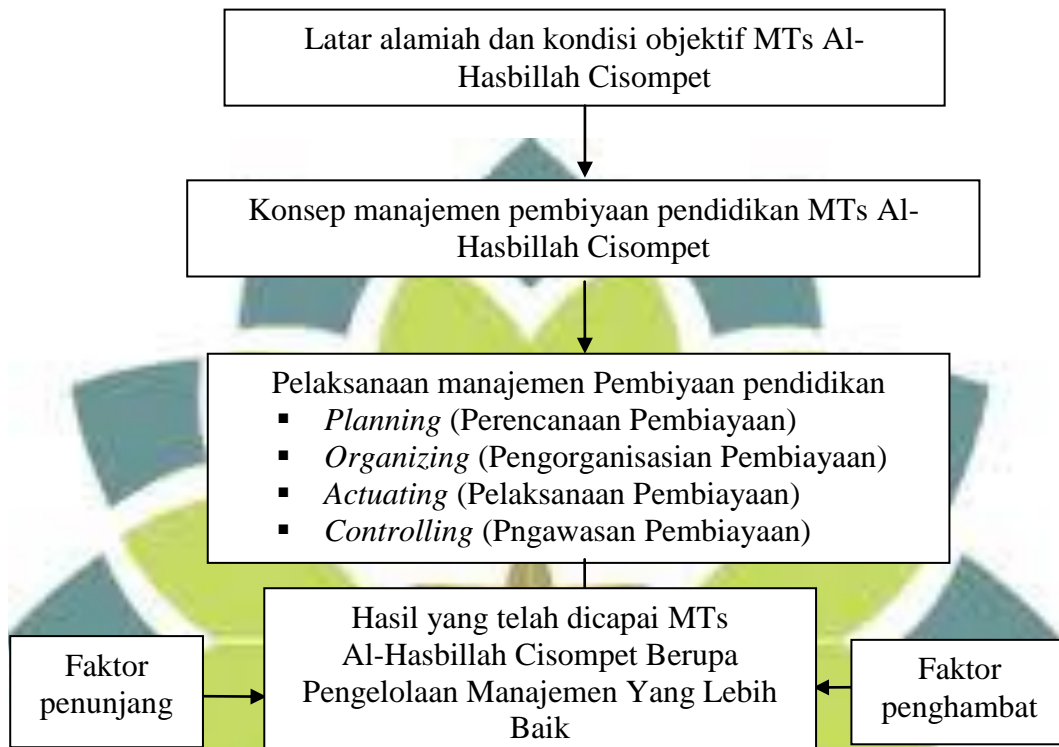 Latar alamiah dan kondisi objektif MTs Al-
Hasbillah Cisompet
Konsep manajemen pembiyaan pendidikan MTs Al-
Hasbillah Cisompet
Pelaksanaan manajemen Pembiyaan pendidikan
▪ Planning (Perencanaan Pembiayaan)
▪ Organizing (Pengorganisasian Pembiayaan)
▪ Actuating (Pelaksanaan Pembiayaan)
▪ Controlling (Pngawasan Pembiayaan)
Hasil yang telah dicapai MTs
Al-Hasbillah Cisompet Berupa
Pengelolaan Manajemen Yang Lebih
Baik
Faktor
penunjang
Faktor
penghambat